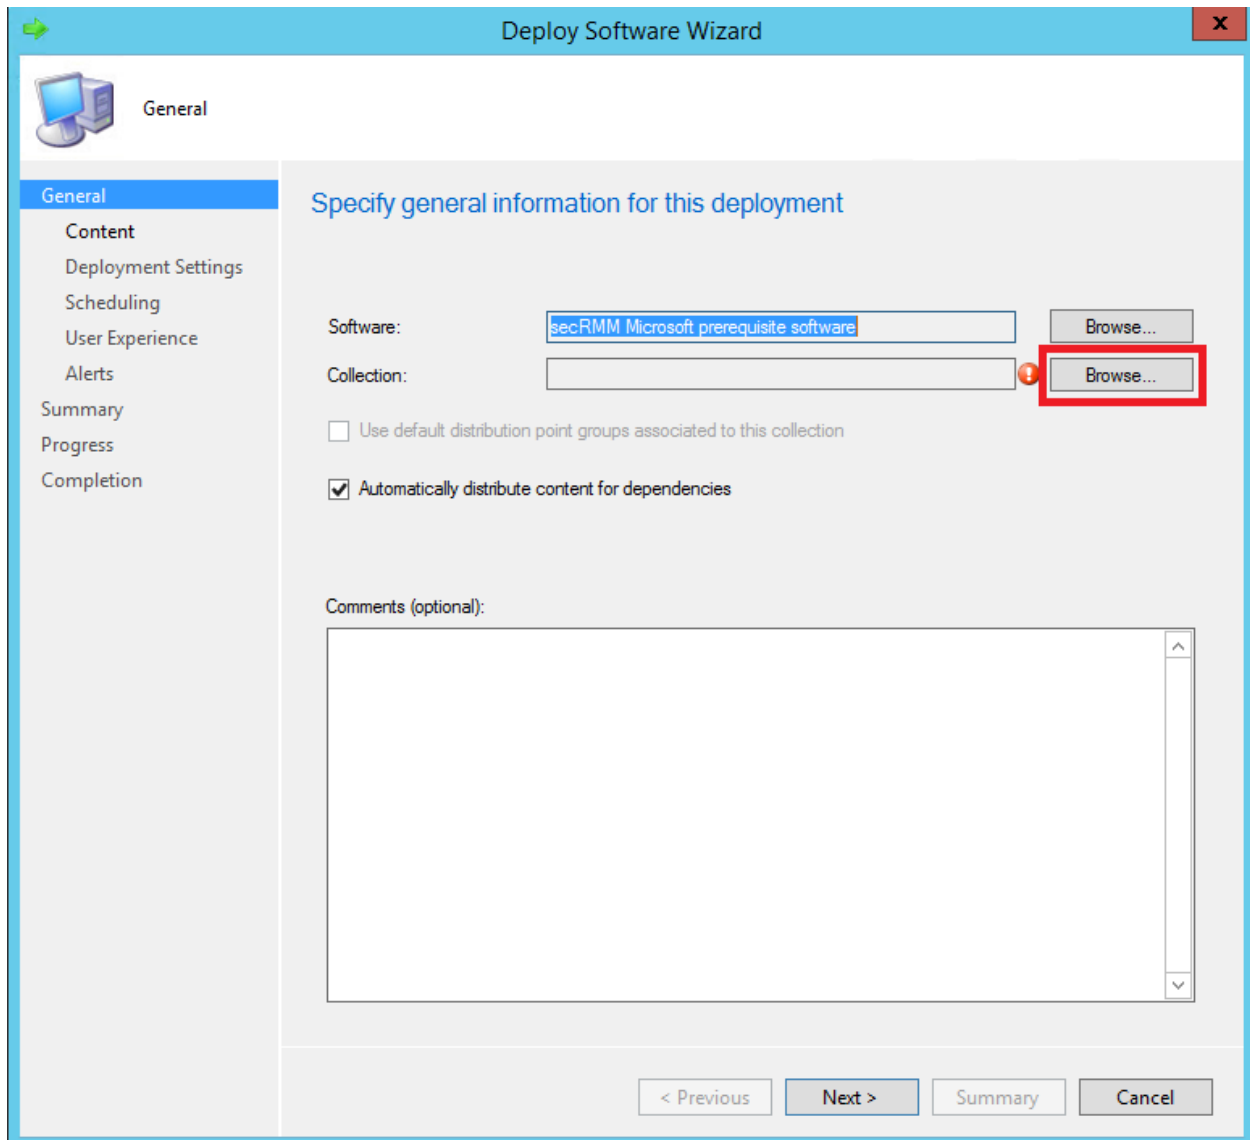 Deploy Software Wizard
x
General
General
Content
Deployment Settings
Scheduling
User Experience
Alerts
Summary
Progress
Completion
Specify general information for this deployment
Software:
secRMM Microsoft prerequisite software
Browse...
Collection:
!
Browse...
Use default distribution point groups associated to this collection
Automatically distribute content for dependencies
Comments (optional):
< Previous
Next >
Summary
Cancel